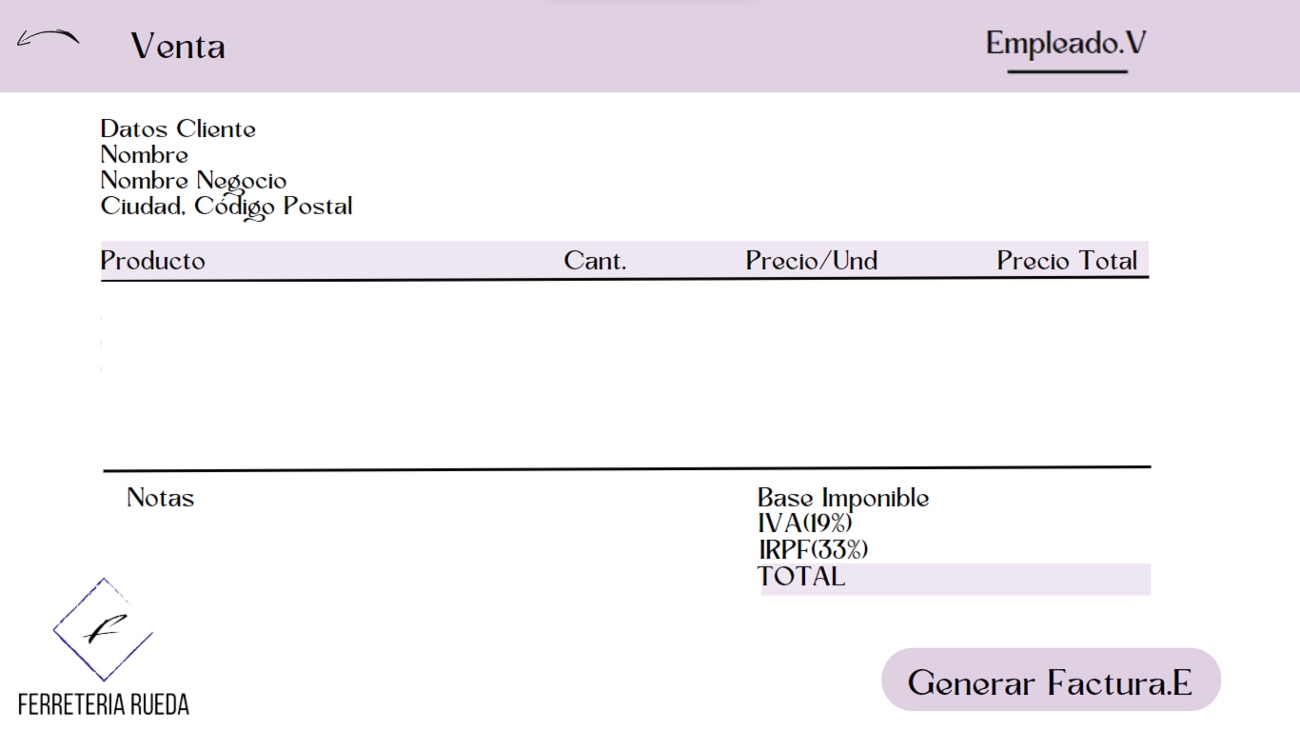 Venta
Empleado.V
Datos Cliente
Nombre
Nombre Negocio
Ciudad, Código Postal
Producto Cant. Precio/Und Precio Total
Notas
Base Imponible
IVA(19%)
IRPF(33%)
TOTAL
FERRETERIA RUEDA
Generar Factura.E